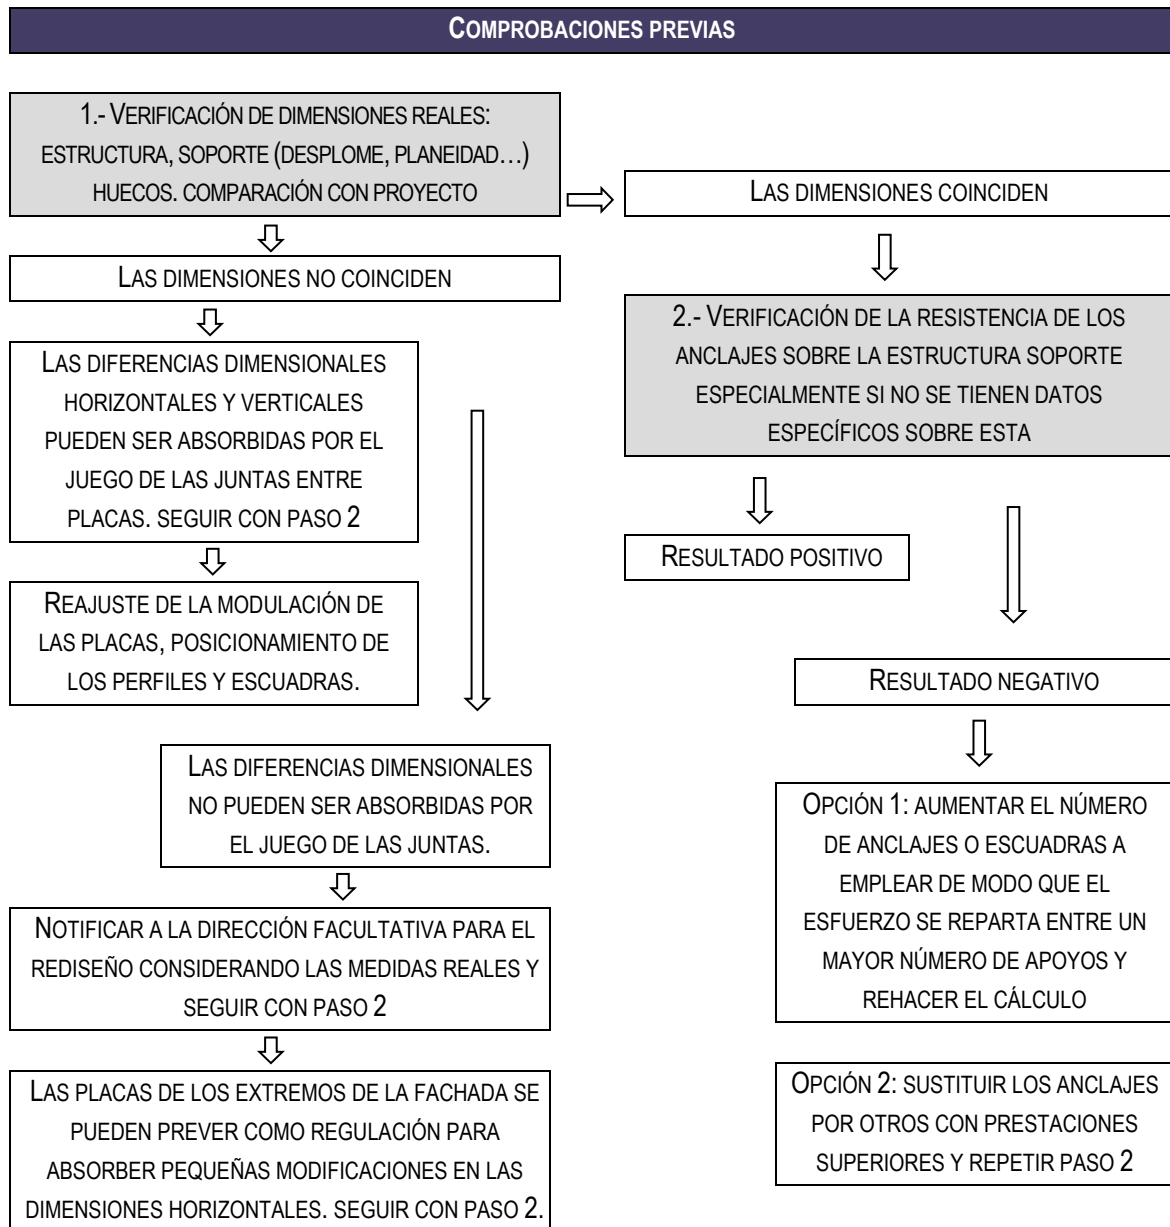 COMPROBACIONES PREVIAS
1.- VERIFICACIÓN DE DIMENSIONES REALES:
ESTRUCTURA, SOPORTE (DESPLOME, PLANEIDAD…)
HUECOS. COMPARACIÓN CON PROYECTO
LAS DIMENSIONES NO COINCIDEN
LAS DIFERENCIAS DIMENSIONALES
HORIZONTALES Y VERTICALES
PUEDEN SER ABSORBIDAS POR EL
JUEGO DE LAS JUNTAS ENTRE
PLACAS. SEGUIR CON PASO 2
REAJUSTE DE LA MODULACIÓN DE
LAS PLACAS, POSICIONAMIENTO DE
LOS PERFILES Y ESCUADRAS.
LAS DIFERENCIAS DIMENSIONALES
NO PUEDEN SER ABSORBIDAS POR
EL JUEGO DE LAS JUNTAS.
NOTIFICAR A LA DIRECCIÓN FACULTATIVA PARA EL
REDISEÑO CONSIDERANDO LAS MEDIDAS REALES Y
SEGUIR CON PASO 2
LAS PLACAS DE LOS EXTREMOS DE LA FACHADA SE
PUEDEN PREVER COMO REGULACIÓN PARA
ABSORBER PEQUEÑAS MODIFICACIONES EN LAS
DIMENSIONES HORIZONTALES. SEGUIR CON PASO 2.
LAS DIMENSIONES COINCIDEN
2.- VERIFICACIÓN DE LA RESISTENCIA DE LOS
ANCLAJES SOBRE LA ESTRUCTURA SOPORTE
ESPECIALMENTE SI NO SE TIENEN DATOS
ESPECÍFICOS SOBRE ESTA
RESULTADO POSITIVO
RESULTADO NEGATIVO
OPCIÓN 1: AUMENTAR EL NÚMERO
DE ANCLAJES O ESCUADRAS A
EMPLEAR DE MODO QUE EL
ESFUERZO SE REPARTA ENTRE UN
MAYOR NÚMERO DE APOYOS Y
REHACER EL CÁLCULO
OPCIÓN 2: SUSTITUIR LOS ANCLAJES
POR OTROS CON PRESTACIONES
SUPERIORES Y REPETIR PASO 2